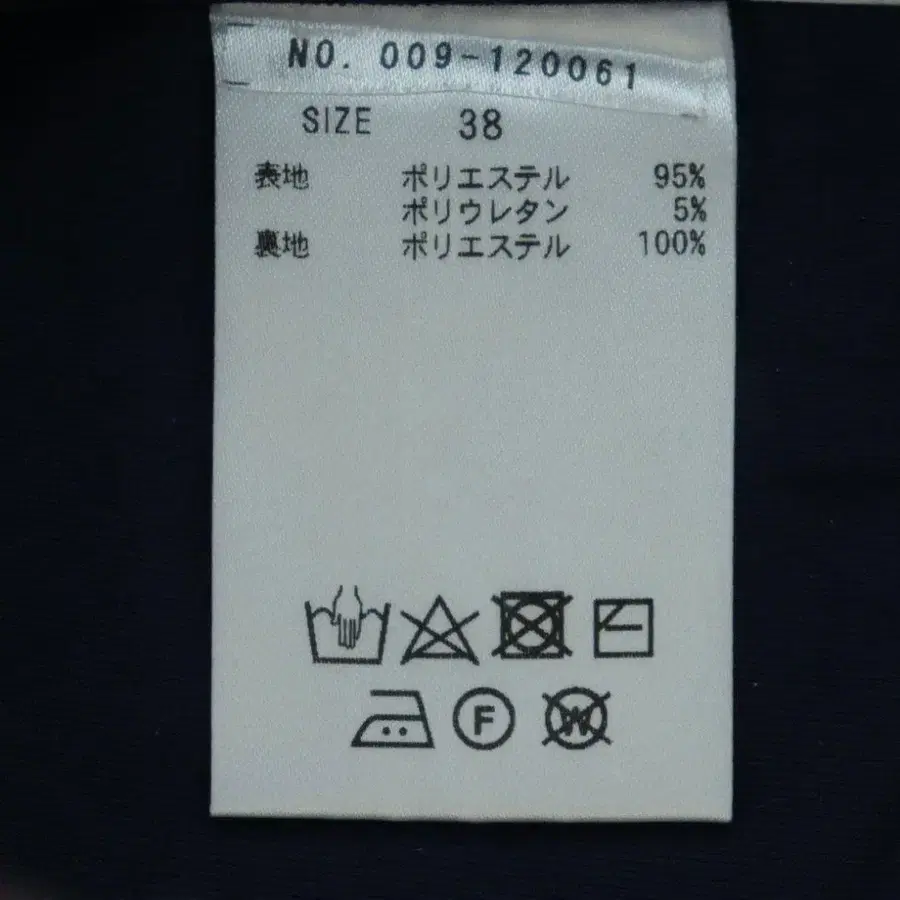 NO. 009-120061
SIZE 38
表地 ポリエステル 95%
ポリウレタン 5%
裏地 ポリエステル 100%
F W